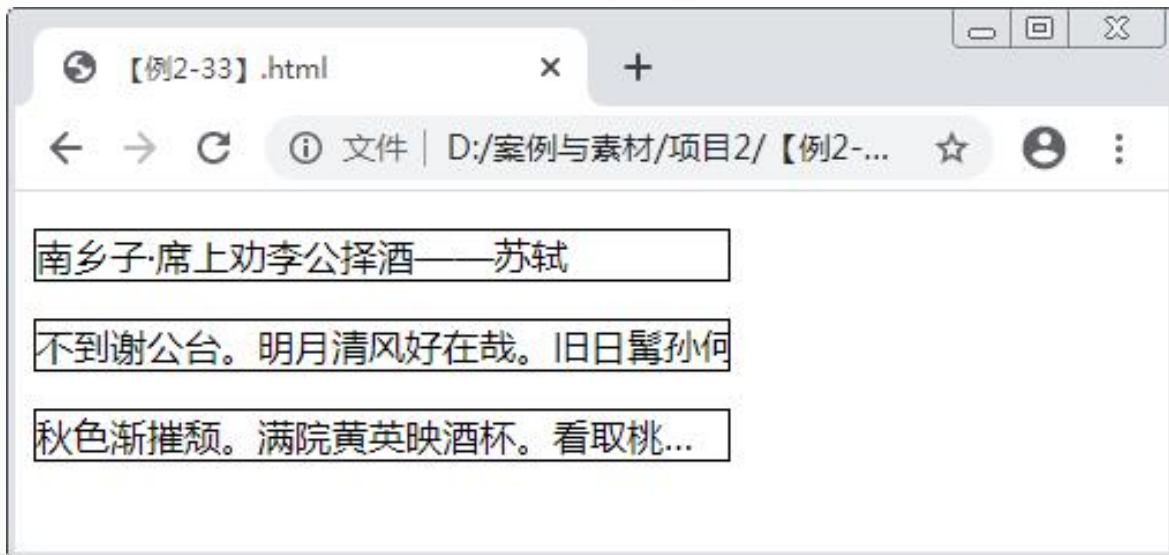 【例2-33】.html
文件 | D:/案例与素材/项目2/【例2-...
南乡子·席上劝李公择酒——苏轼
不到谢公台。明月清风好在哉。旧日髯孙何
秋色渐摧颓。满院黄英映酒杯。看取桃...